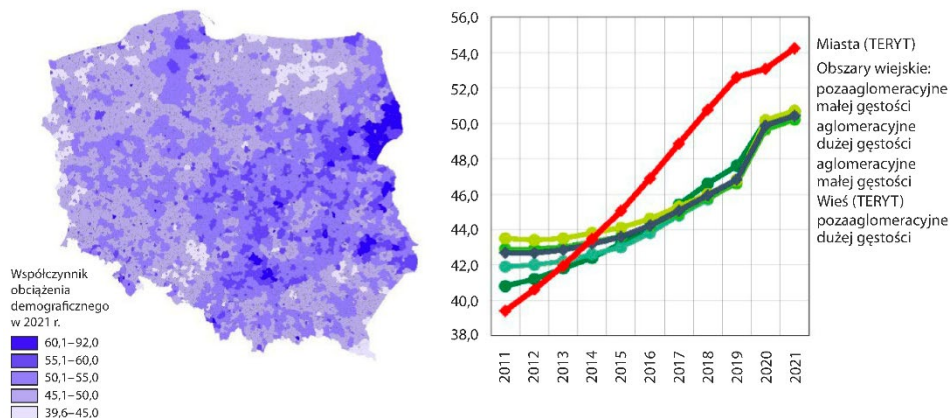 Współczynnik
obciążenia
demograficznego
w 2021 r.
60,1–92,0
55,1–60,0
50,1–55,0
45,1–50,0
39,6–45,0
56,0
54,0
52,0
50,0
48,0
46,0
44,0
42,0
40,0
38,0
2011
2012
2013
2014
2015
2016
2017
2018
2019
2020
2021
Miasta (TERYT)
Obszary wiejskie:
pozaaglomeracyjne
małej gęstości
aglomeracyjne
dużej gęstości
aglomeracyjne
małej gęstości
Wieś (TERYT)
pozaaglomeracyjne
dużej gęstości